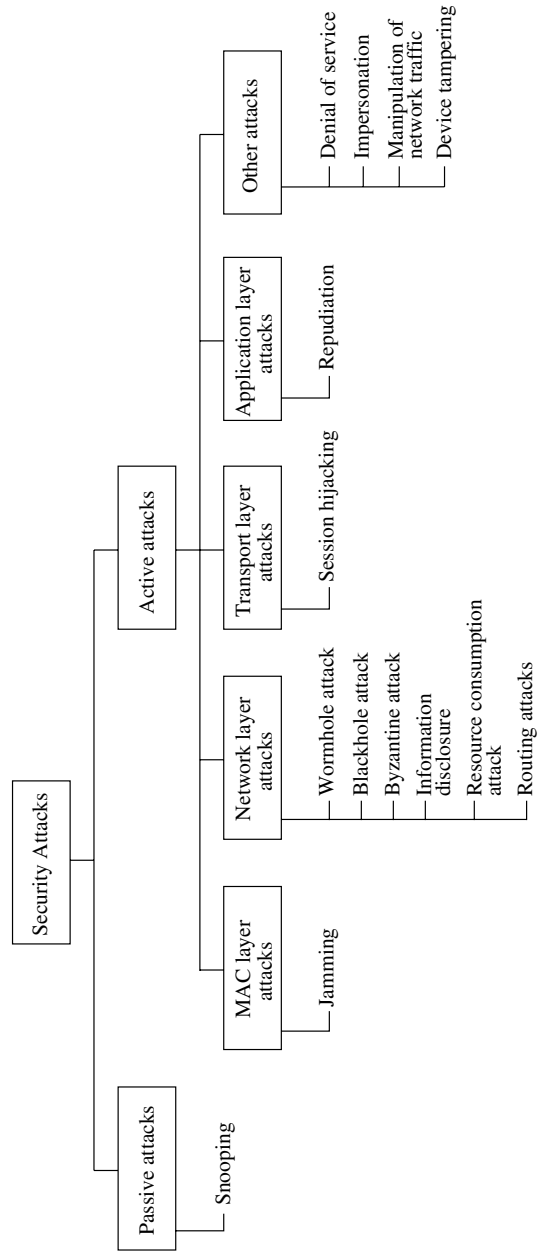 Security Attacks
Passive attacks
Active attacks
Snooping
MAC layer
attacks
Network layer
attacks
Transport layer
attacks
Application layer
attacks
Other attacks
Jamming
Wormhole attack
Blackhole attack
Byzantine attack
Information
disclosure
Resource consumption
attack
Routing attacks
Session hijacking
Repudiation
Denial of service
Impersonation
Manipulation of
network traffic
Device tampering